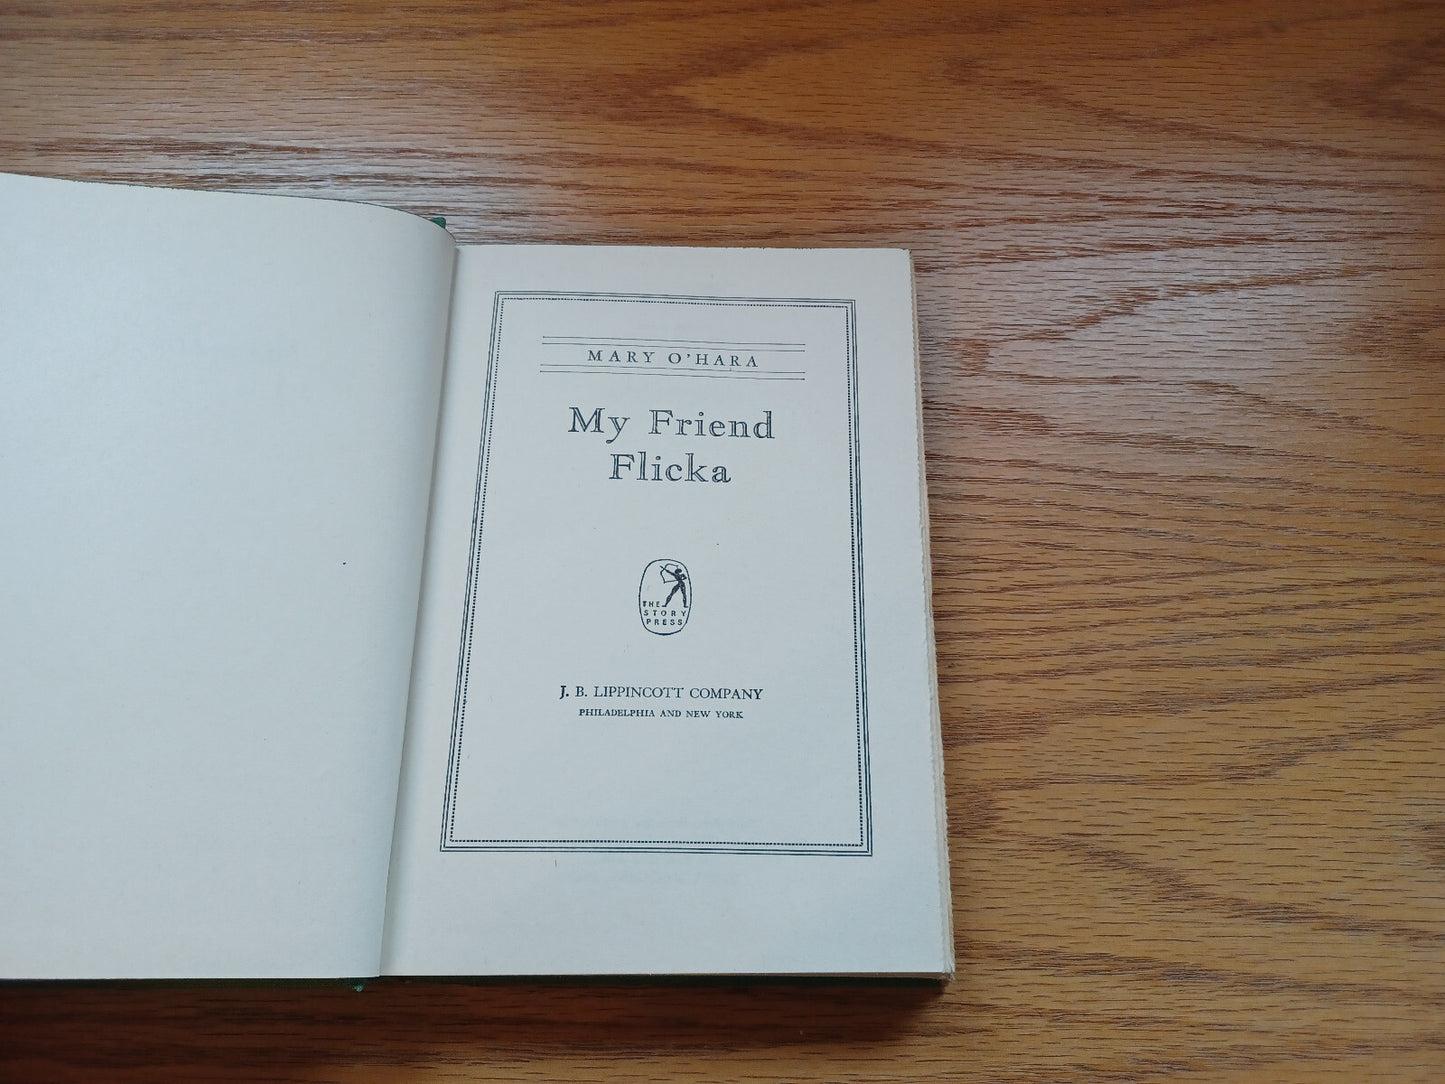 MARY O'HARA
My Friend
Flicka
THE
STORY
PRESS
J. B. LIPPINCOTT COMPANY
PHILADELPHIA AND NEW YORK